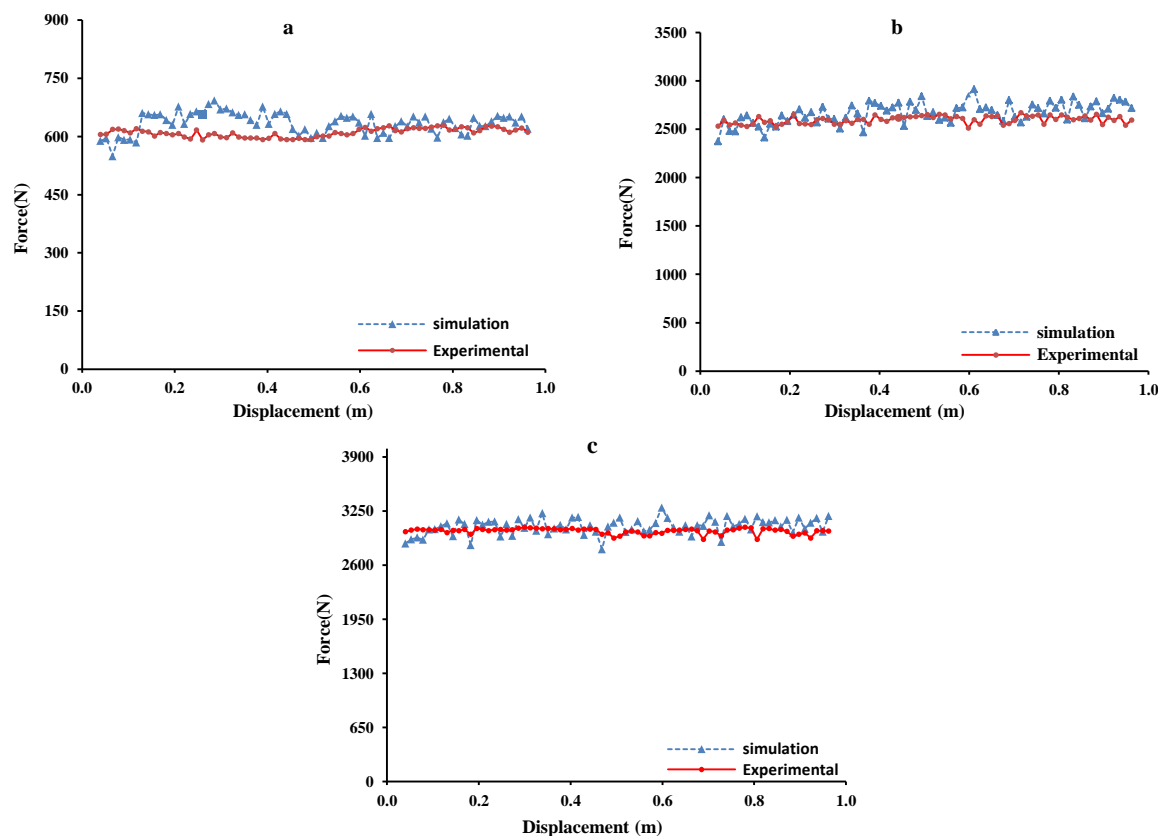 a
900
750
600
450
300
150
0
Force(N)
simulation
Experimental
0.0 0.2 0.4 0.6 0.8 1.0
Displacement (m)
b
3500
3000
2500
2000
1500
1000
500
0
Force(N)
simulation
Experimental
0.0 0.2 0.4 0.6 0.8 1.0
Displacement (m)
c
3900
3250
2600
1950
1300
650
0
Force(N)
simulation
Experimental
0.0 0.2 0.4 0.6 0.8 1.0
Displacement (m)